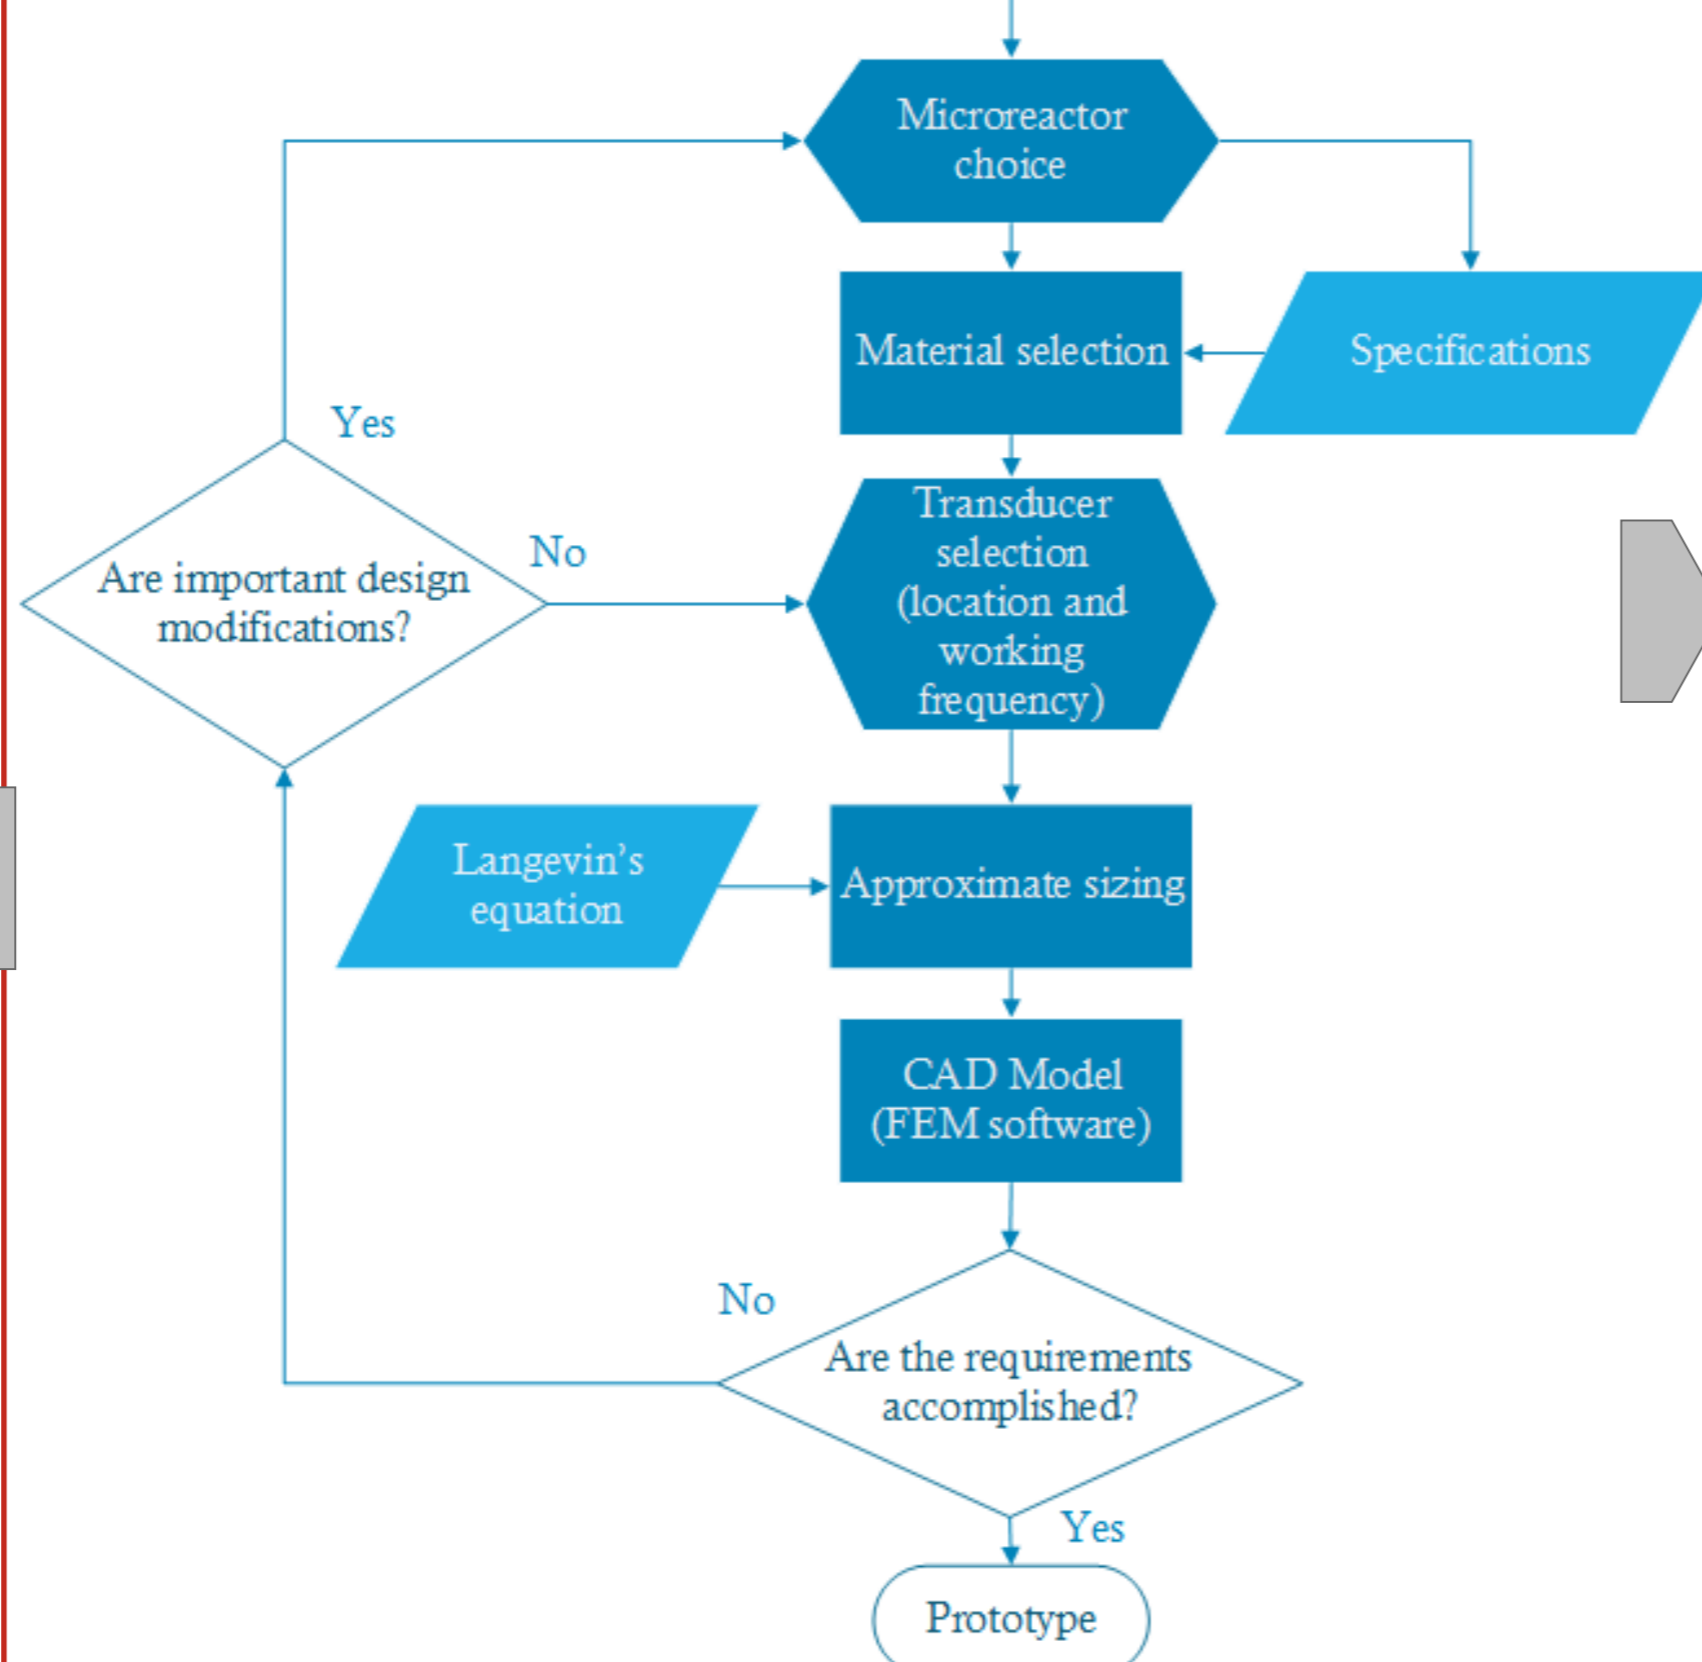 Microreactor
choice
Material selection
Specifications
Yes
No
Are important design
modifications?
Transducer
selection
(location and
working
frequency)
Langevin’s
equation
Approximate sizing
CAD Model
(FEM software)
No
Are the requirements
accomplished?
Yes
Prototype